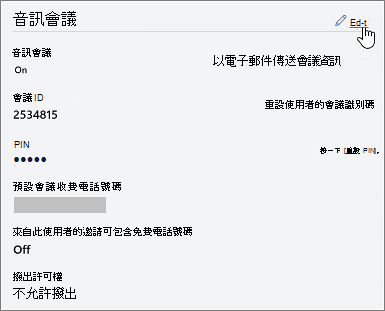 音訊會議
Ed-t
音訊會議
On
以電子郵件傳送會議資訊
會議 ID
2534815
重設使用者的會議識別碼
PIN
●●●●●
按一下 [重設 PIN]。
預設會議收費電話號碼
來自此使用者的邀請可包含免費電話號碼
Off
撥出許可權
不允許撥出